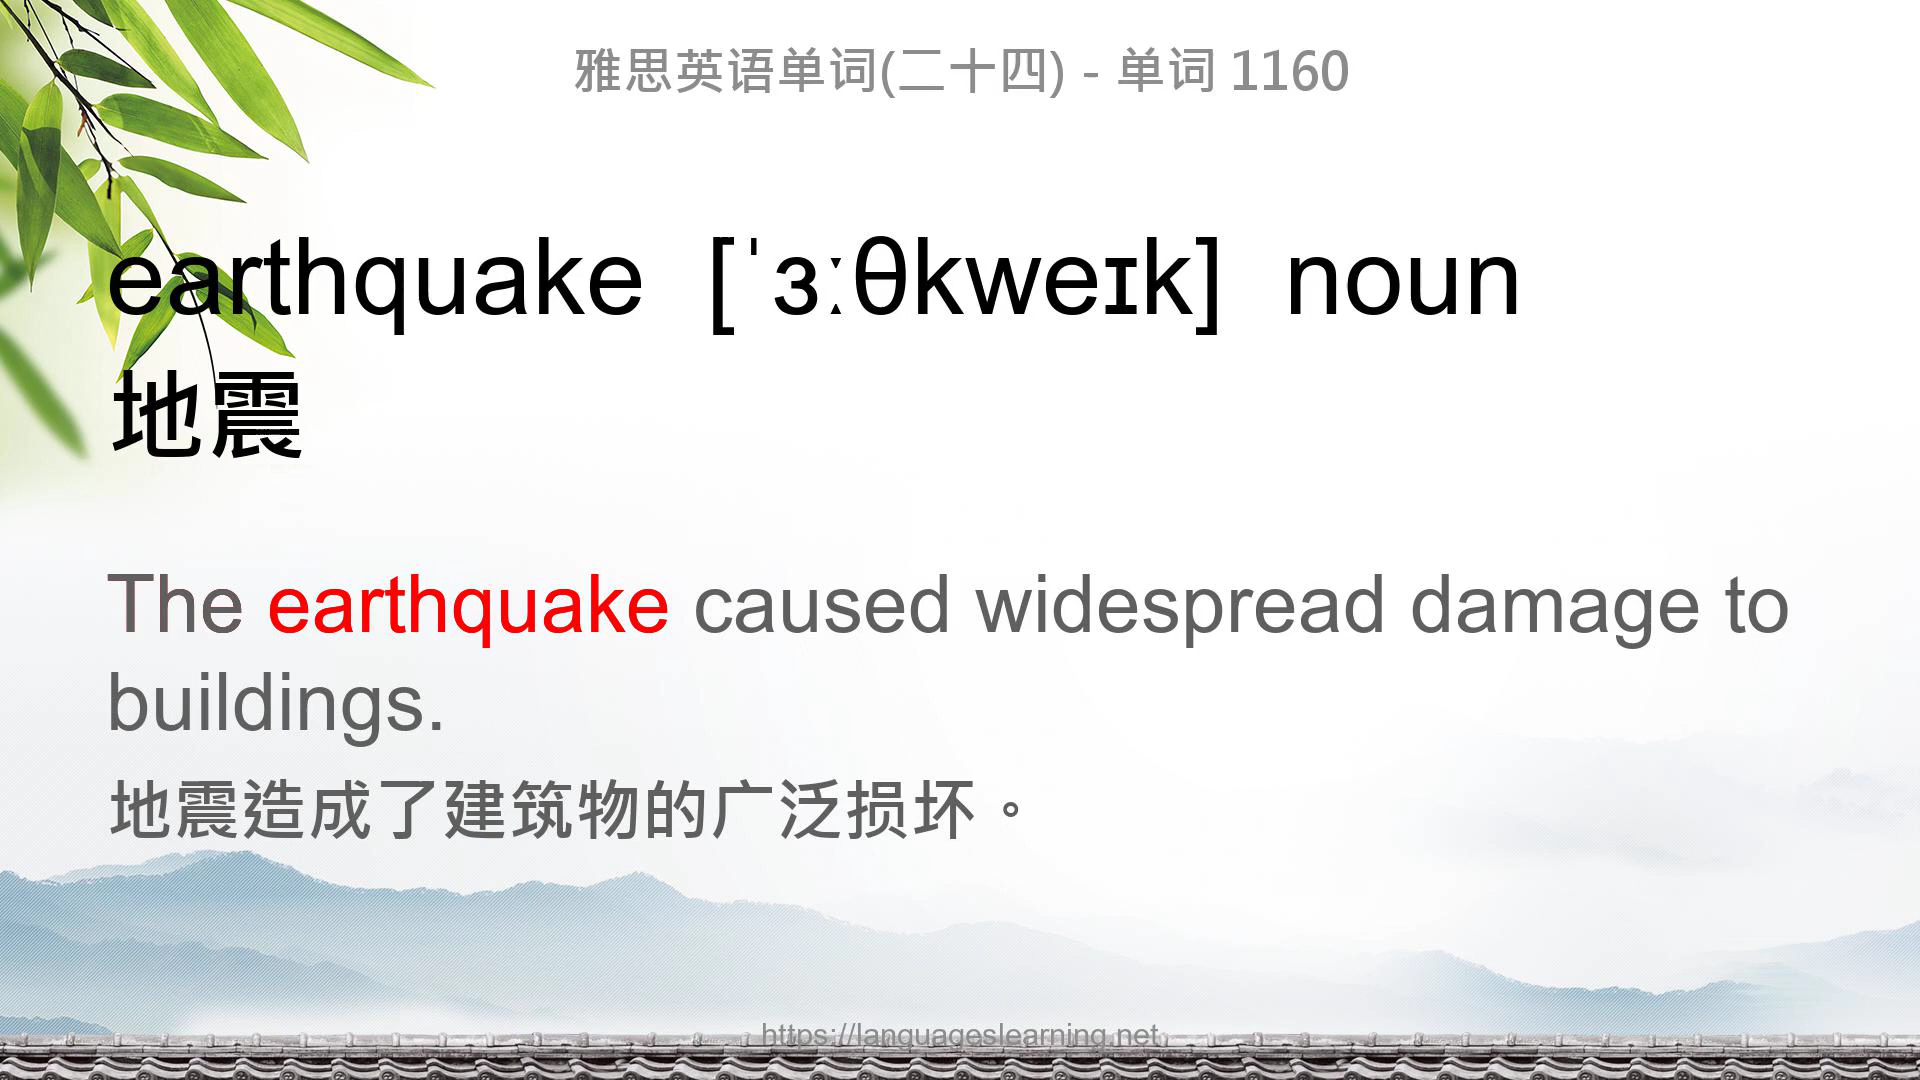 雅思英语单词(二十四) - 单词 1160
earthquake [ˈɜːθkweɪk] noun
地震
The earthquake caused widespread damage to
buildings.
地震造成了建筑物的广泛损坏。
https://languageslearning.net